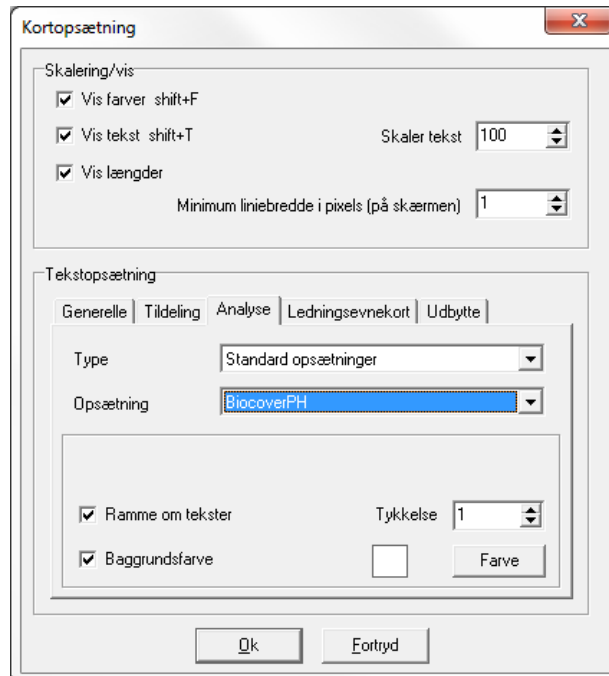 Kortopsætning
Skalering/vis
Vis farver shift+F
Vis tekst shift+T
Skaler tekst 100
Vis længder
Minimum liniebredde i pixels (på skærmen) 1
Tekstopsætning
Generelle Tildeling Analyse Ledningsevnekort Udbytte
Type Standard opsætninger
Opsætning BiocoverPH
Ramme om tekster Tykkelse 1
Baggrundsfarve Farve
Ok Fortryd